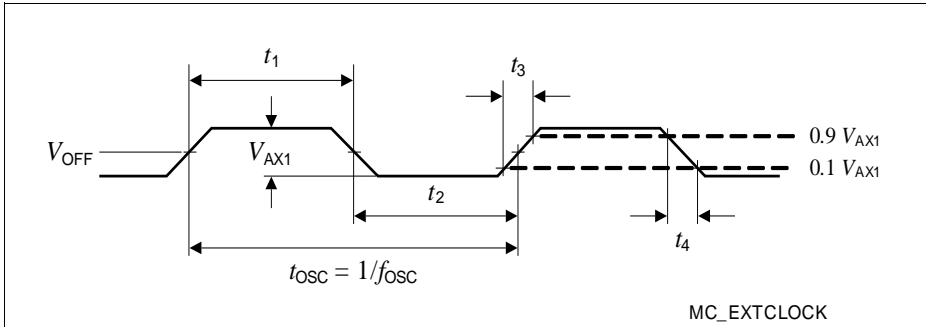 t1
t3
VOFF
VAX1
0.9 VAX1
0.1 VAX1
t2
t4
tOSC = 1/fOSC
MC_EXTCLOCK